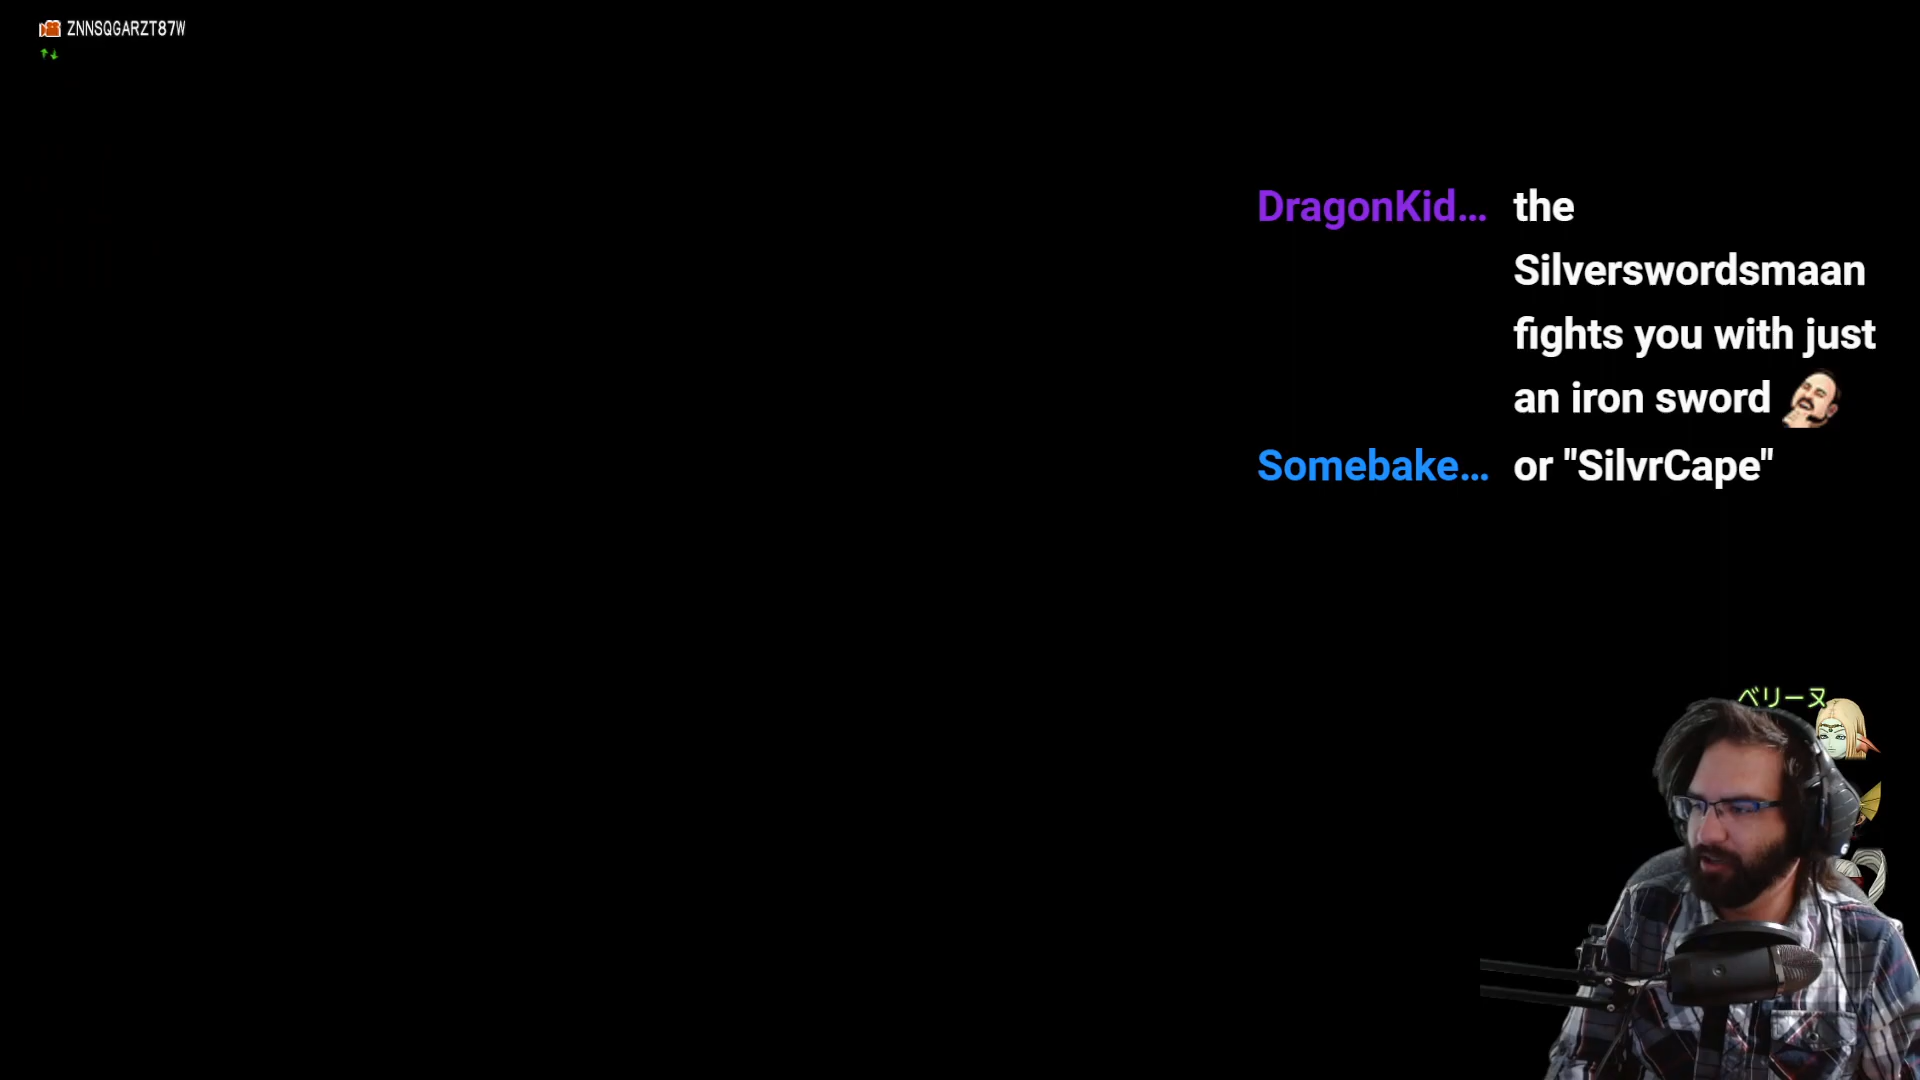 ZNNSQGARZT87W
DragonKid… the
Silverswordsmaan
fights you with just
an iron sword
Somebake… or "SilvrCape"
ベリーヌ